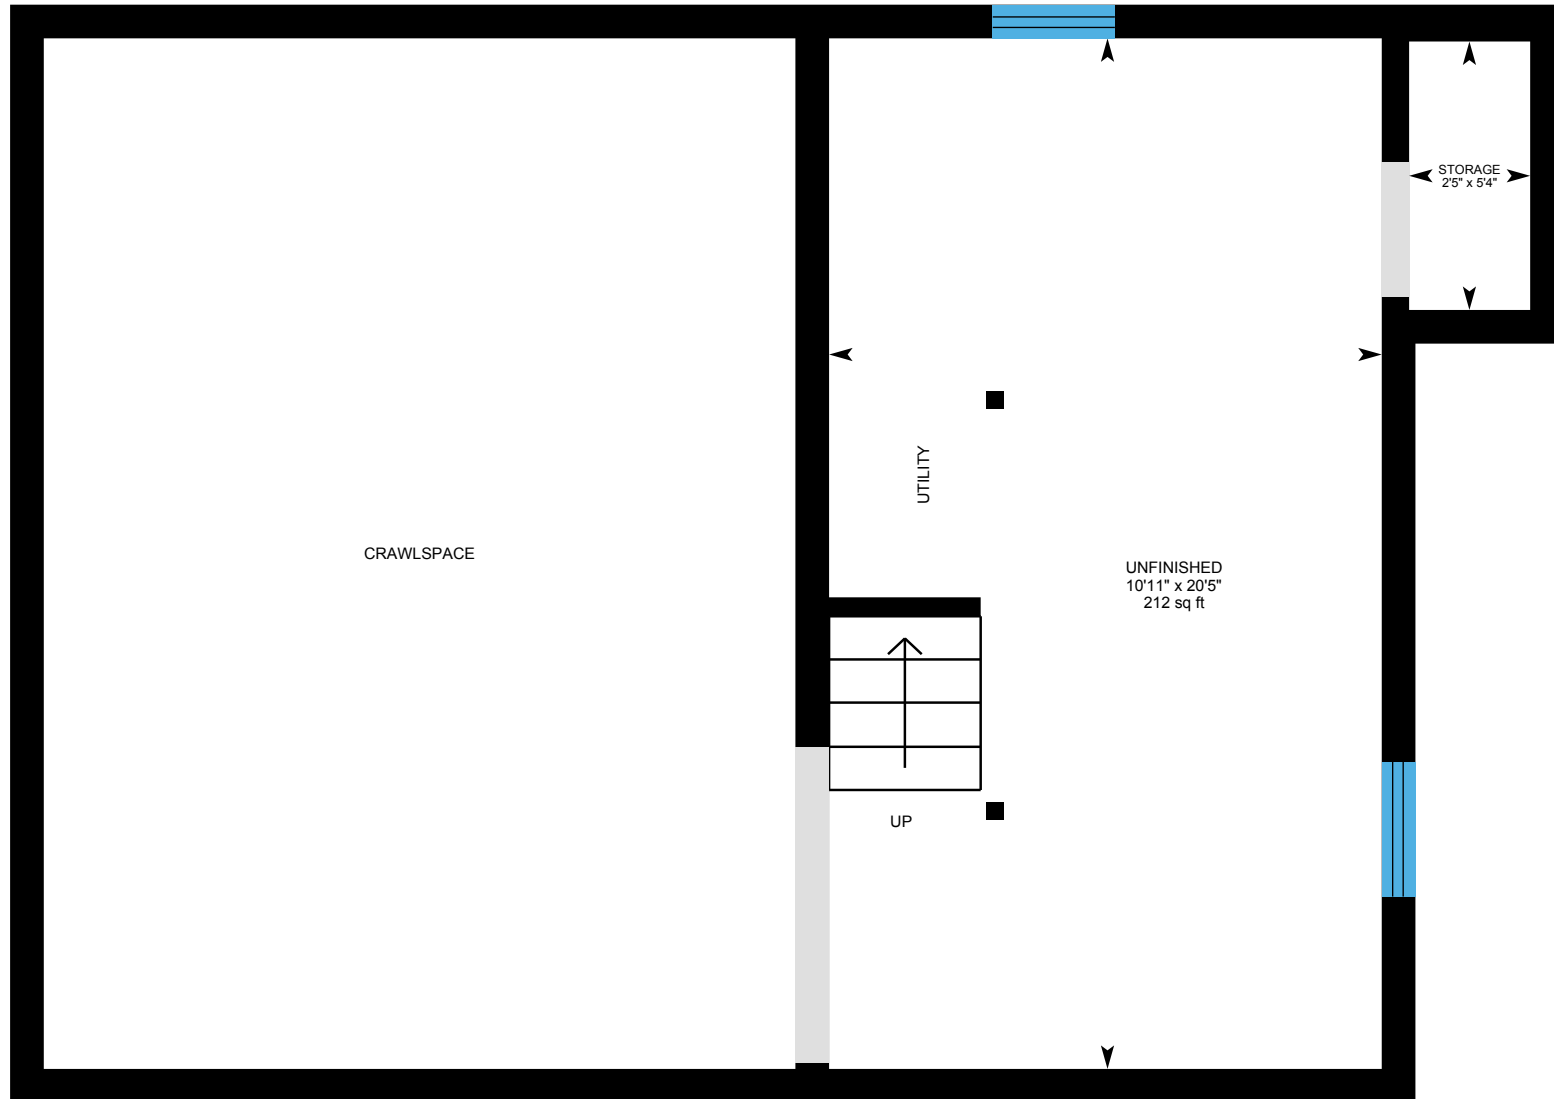 STORAGE
2'5" x 5'4"
UTILITY
CRAWLSPACE
UNFINISHED
10'11" x 20'5"
212 sq ft
UP